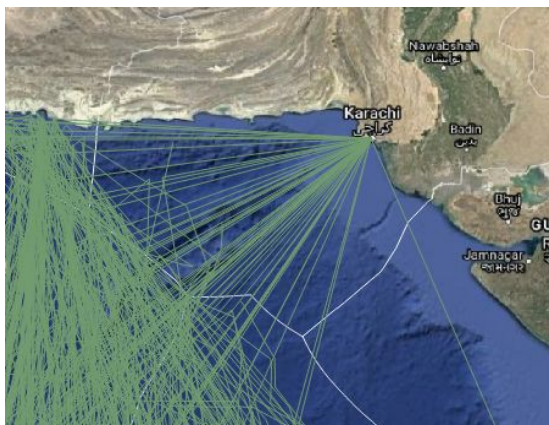 Nawabshah
نوابشاہ
Karachi
کراچی
Badin
بدین
Bhuj
ભુજ
GU
Jamnagar
જામનગર